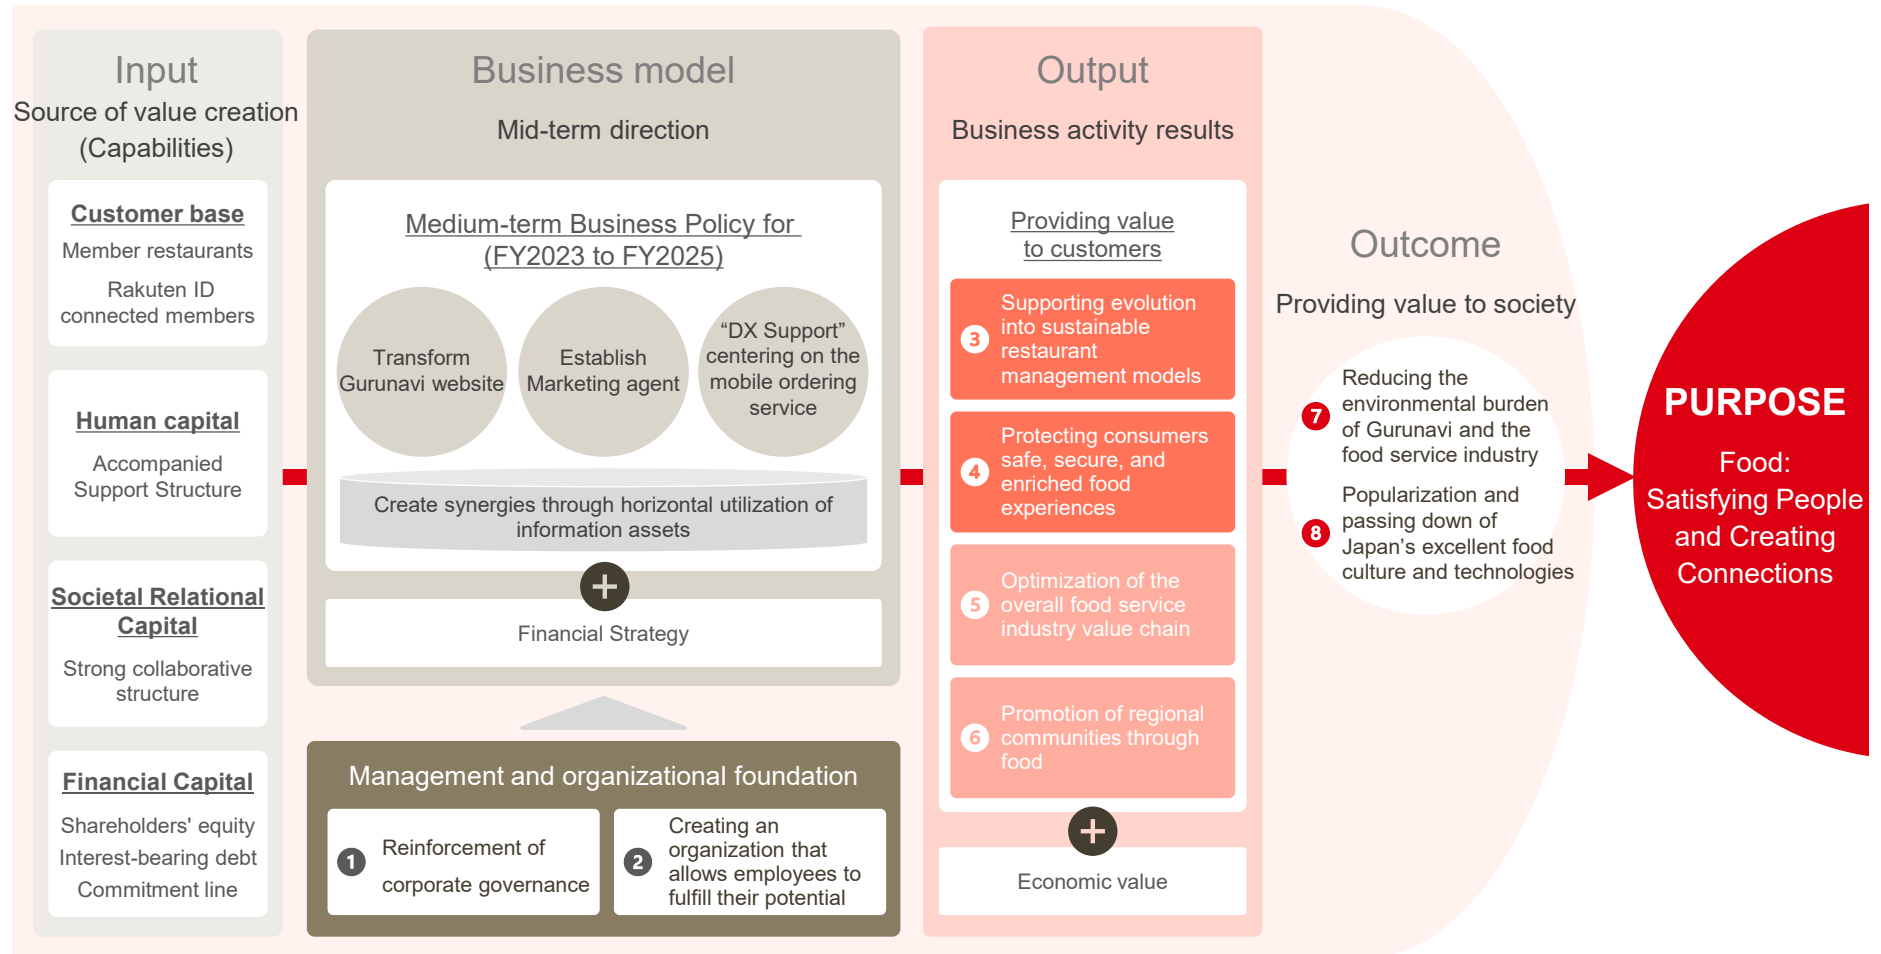 Input
Source of value creation
(Capabilities)
Customer base
Member restaurants
Rakuten ID
connected members
Human capital
Accompanied
Support Structure
Societal Relational
Capital
Strong collaborative
structure
Financial Capital
Shareholders' equity
Interest-bearing debt
Commitment line
Business model
Mid-term direction
Medium-term Business Policy for
(FY2023 to FY2025)
Transform
Gurunavi website
Establish
Marketing agent
“DX Support”
centering on the
mobile ordering
service
Create synergies through horizontal utilization of
information assets
+
Financial Strategy
Management and organizational foundation
1
Reinforcement of
corporate governance
2
Creating an
organization that
allows employees to
fulfill their potential
Output
Business activity results
Providing value
to customers
3
Supporting evolution
into sustainable
restaurant
management models
4
Protecting consumers
safe, secure, and
enriched food
experiences
5
Optimization of the
overall food service
industry value chain
6
Promotion of regional
communities through
food
+
Economic value
Outcome
Providing value to society
7
Reducing the
environmental burden
of Gurunavi and the
food service industry
8
Popularization and
passing down of
Japan’s excellent food
culture and technologies
PURPOSE
Food:
Satisfying People
and Creating
Connections